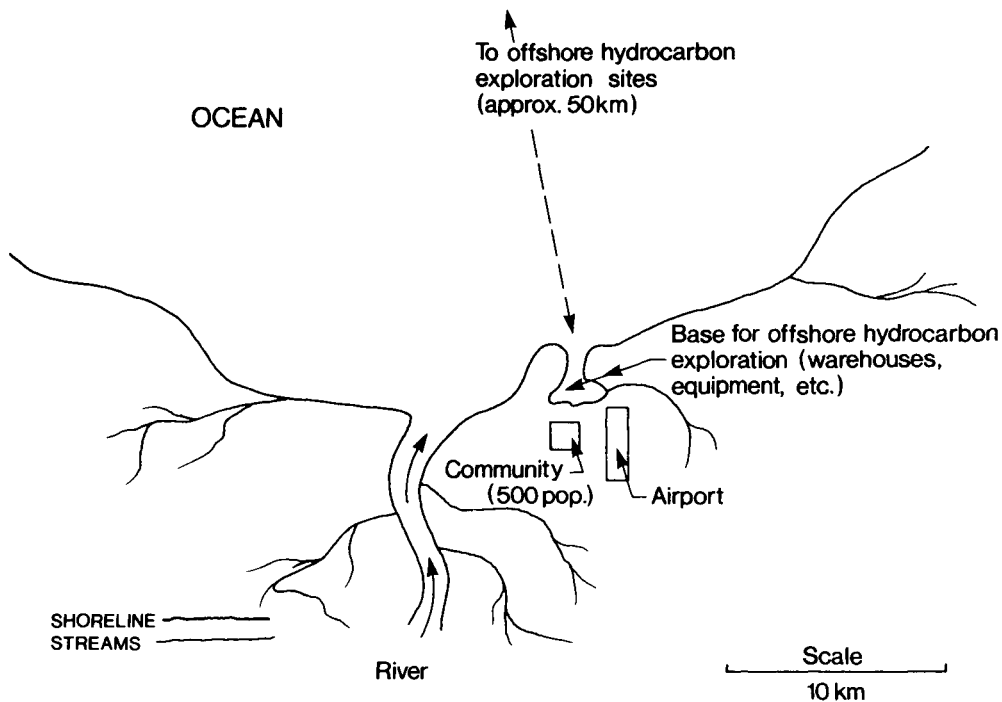 To offshore hydrocarbon
exploration sites
(approx. 50km)
OCEAN
Base for offshore hydrocarbon
exploration (warehouses,
equipment, etc.)
Community
(500 pop.)
Airport
SHORELINE
STREAMS
River
Scale
10 km